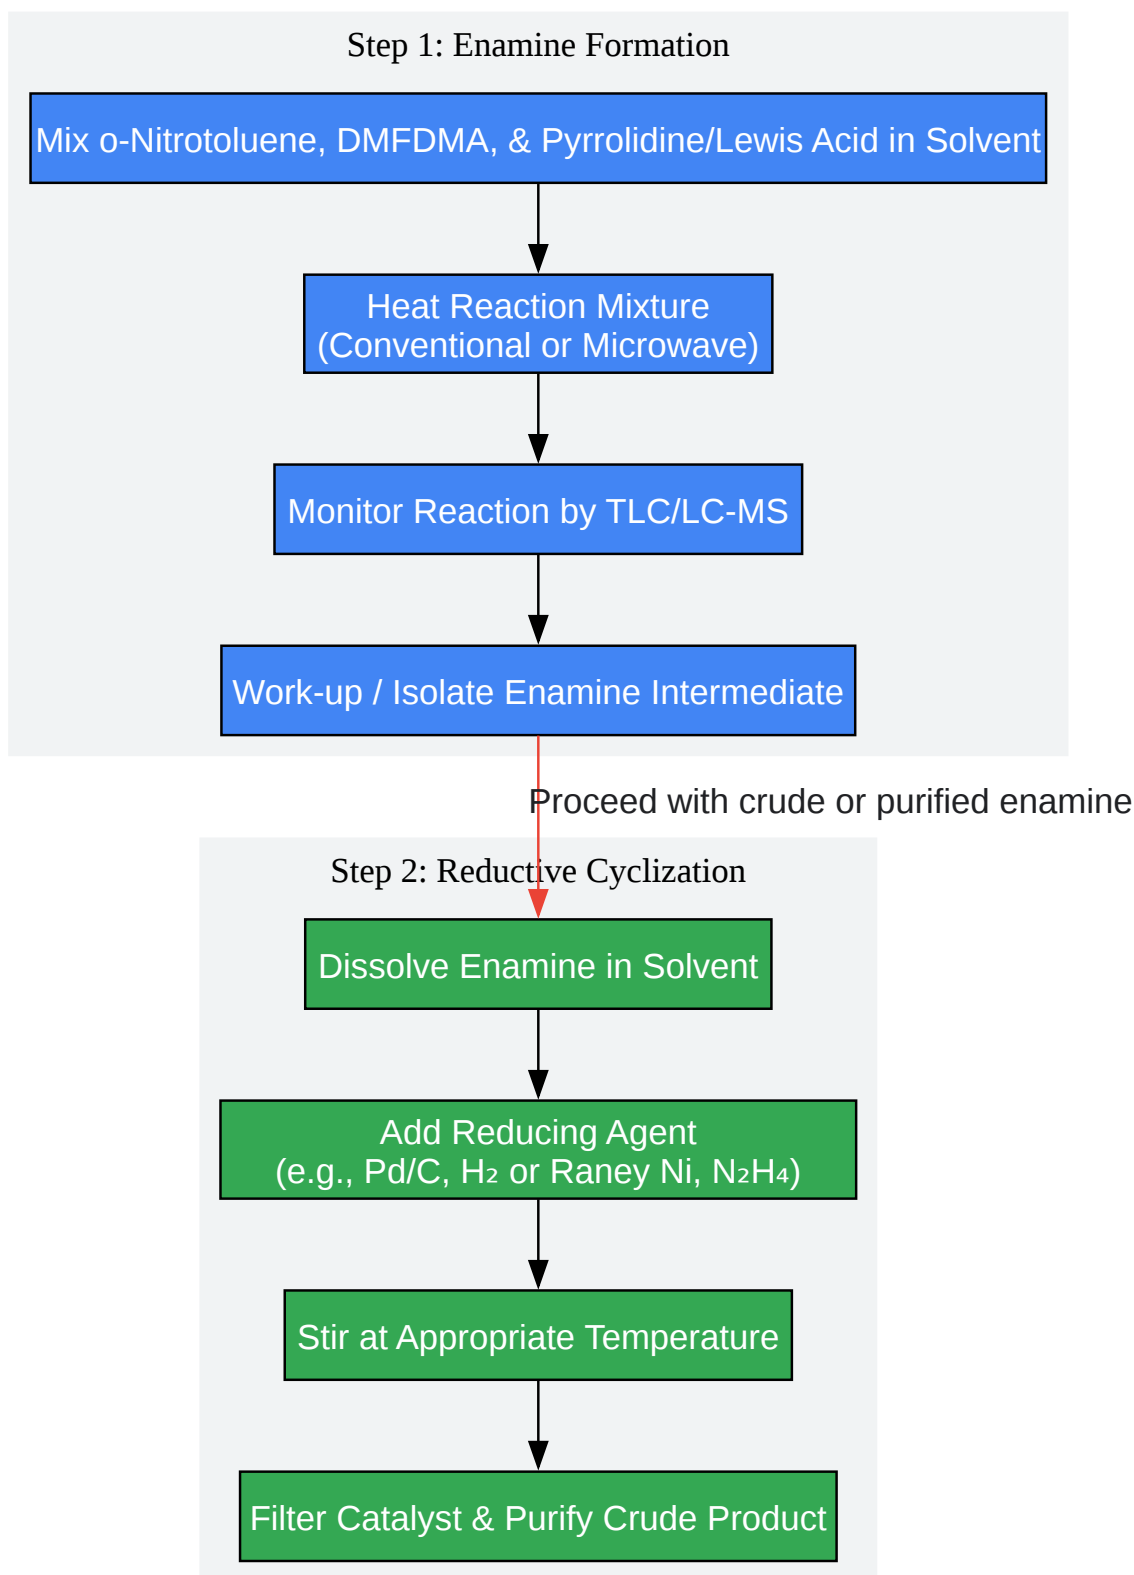 Step 1: Enamine Formation
Mix o-Nitrotoluene, DMFDMA, & Pyrrolidine/Lewis Acid in Solvent
Heat Reaction Mixture
(Conventional or Microwave)
Monitor Reaction by TLC/LC-MS
Work-up / Isolate Enamine Intermediate
Proceed with crude or purified enamine
Step 2: Reductive Cyclization
Dissolve Enamine in Solvent
Add Reducing Agent
(e.g., Pd/C, H₂ or Raney Ni, N₂H₄)
Stir at Appropriate Temperature
Filter Catalyst & Purify Crude Product